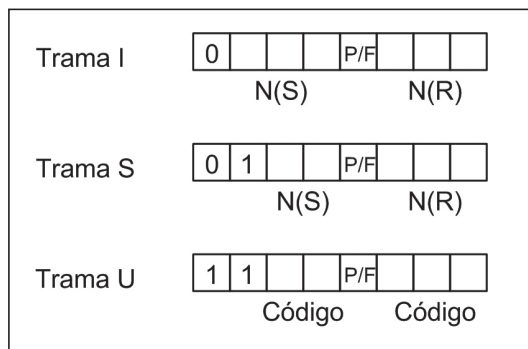 Trama I 0 P/F
N(S) N(R)
Trama S 0 1 P/F
N(S) N(R)
Trama U 1 1 P/F
Código Código